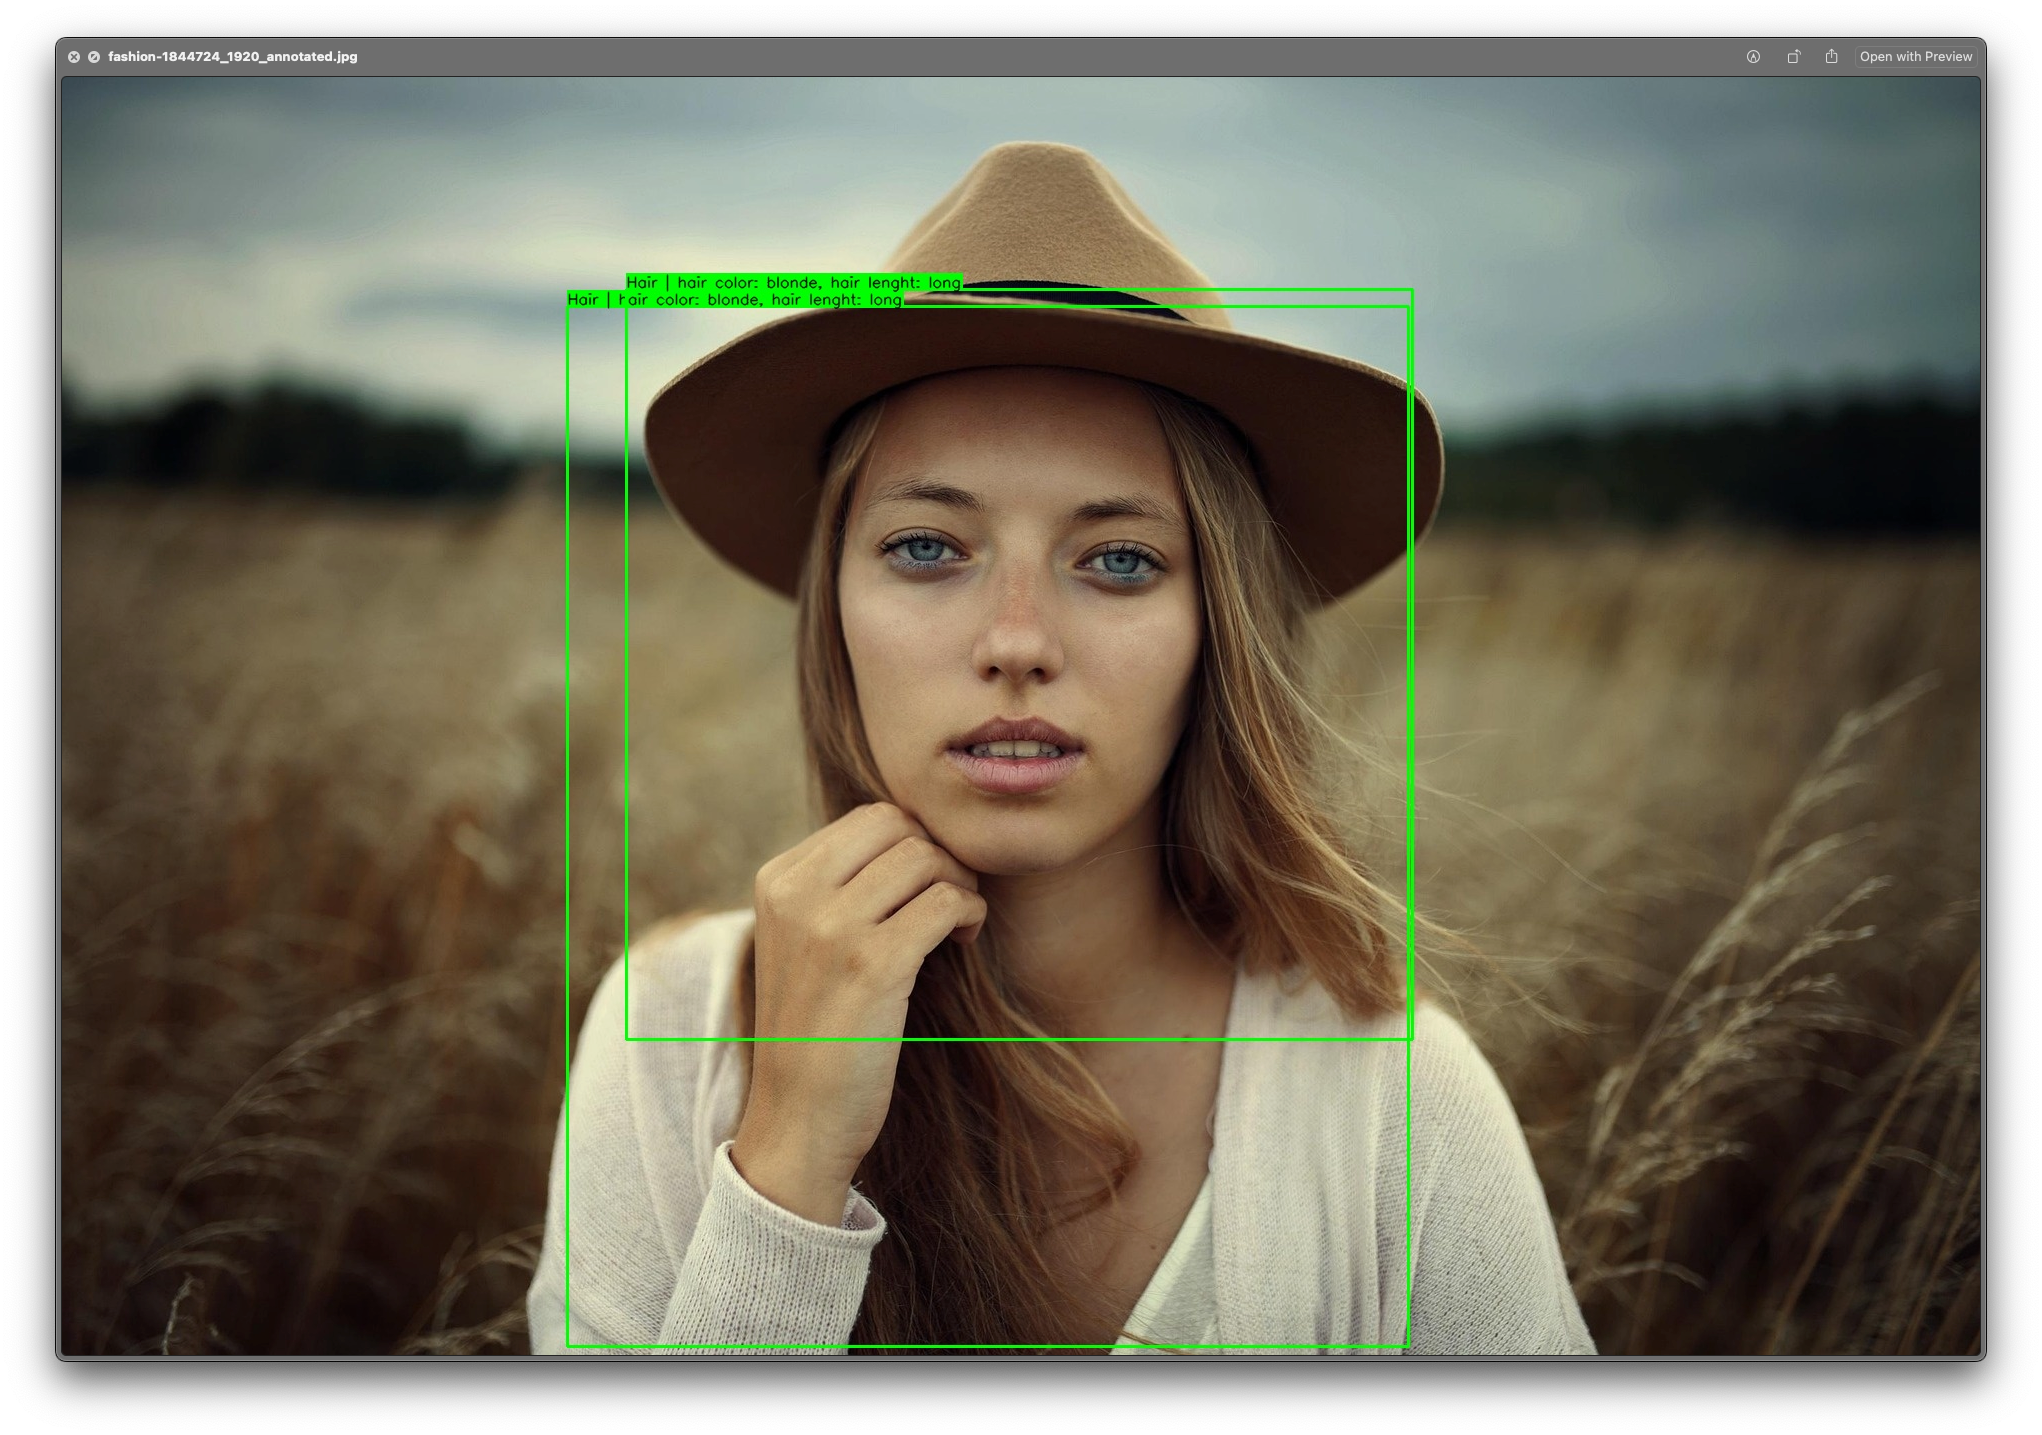 fashion-1844724_1920_annotated.jpg
Open with Preview
Hair | hair color: blonde, hair lenght: long
Hair | hair color: blonde, hair lenght: long